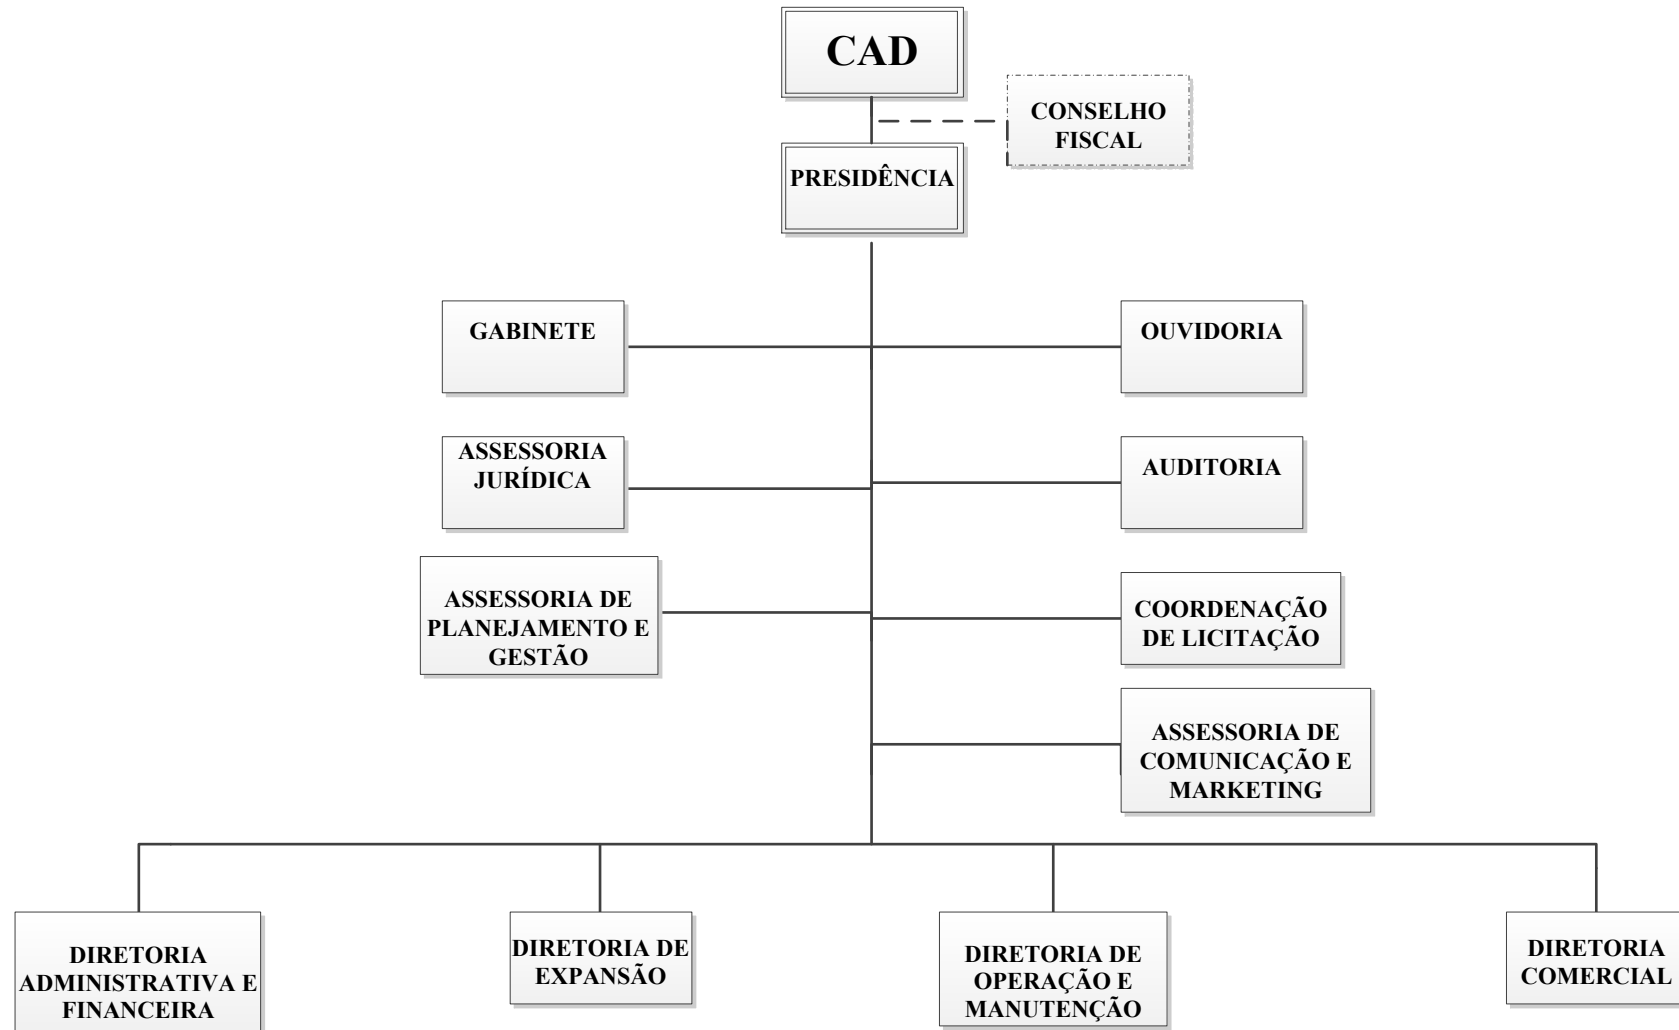 CAD
CONSELHO
FISCAL
PRESIDÊNCIA
GABINETE
OUVIDORIA
ASSESSORIA
JURÍDICA
AUDITORIA
ASSESSORIA DE
PLANEJAMENTO E
GESTÃO
COORDENAÇÃO
DE LICITAÇÃO
ASSESSORIA DE
COMUNICAÇÃO E
MARKETING
DIRETORIA
ADMINISTRATIVA E
FINANCEIRA
DIRETORIA DE
EXPANSÃO
DIRETORIA DE
OPERAÇÃO E
MANUTENÇÃO
DIRETORIA
COMERCIAL